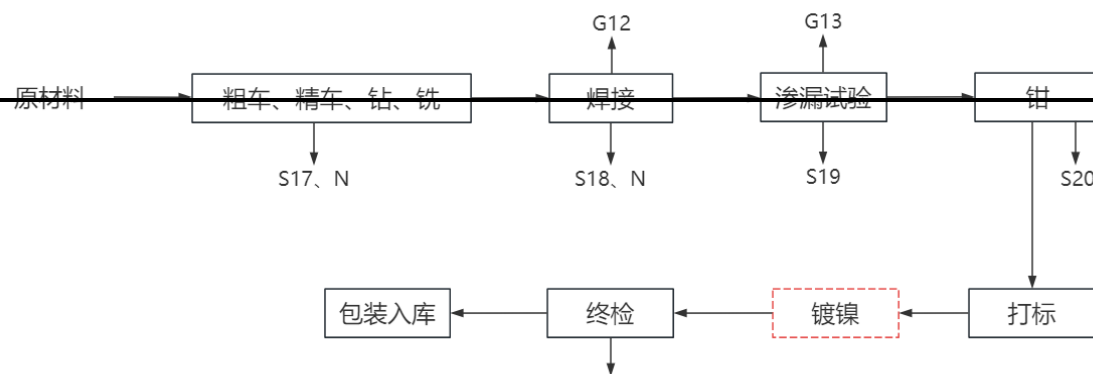 G12
G13
原材料
粗车、精车、钻、铣
焊接
渗漏试验
钳
S17、N
S18、N
S19
S20
包装入库
终检
镀镍
打标